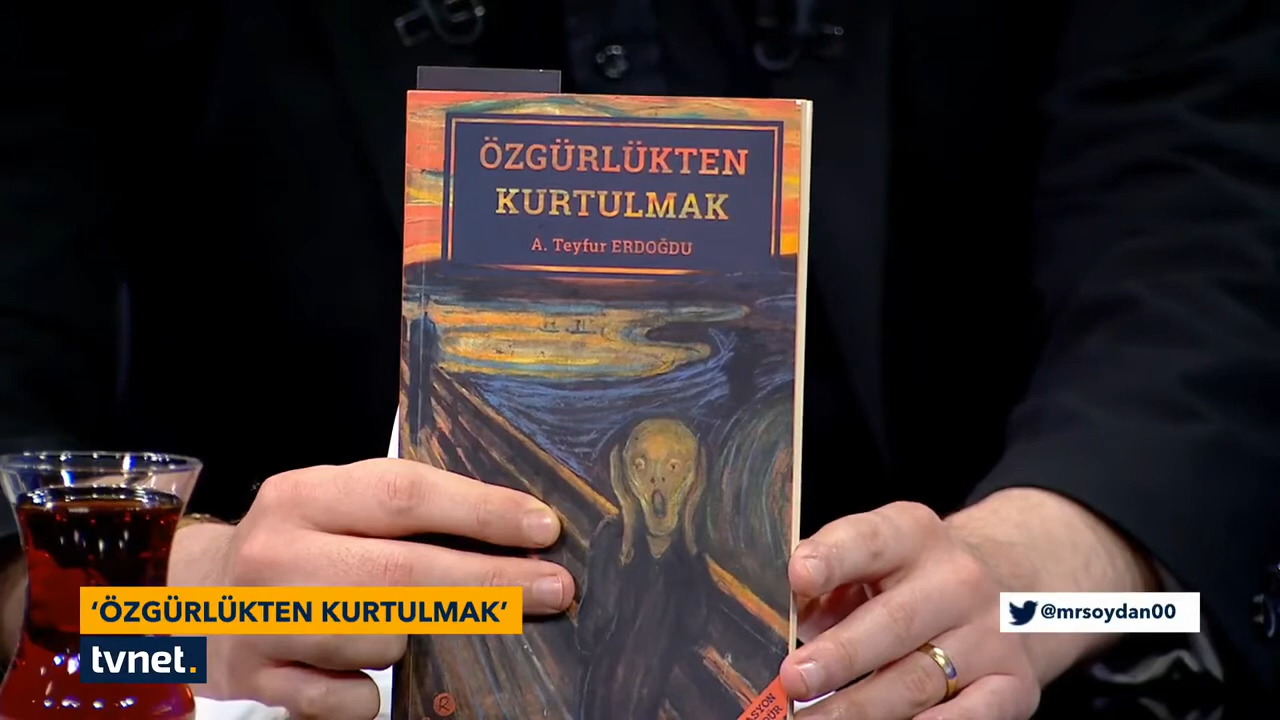 ÖZGÜRLÜKTEN
KURTULMAK
A. Teyfur ERDOĞDU
R
‘ÖZGÜRLÜKTEN KURTULMAK’
tvnet.
@mrsoydan00